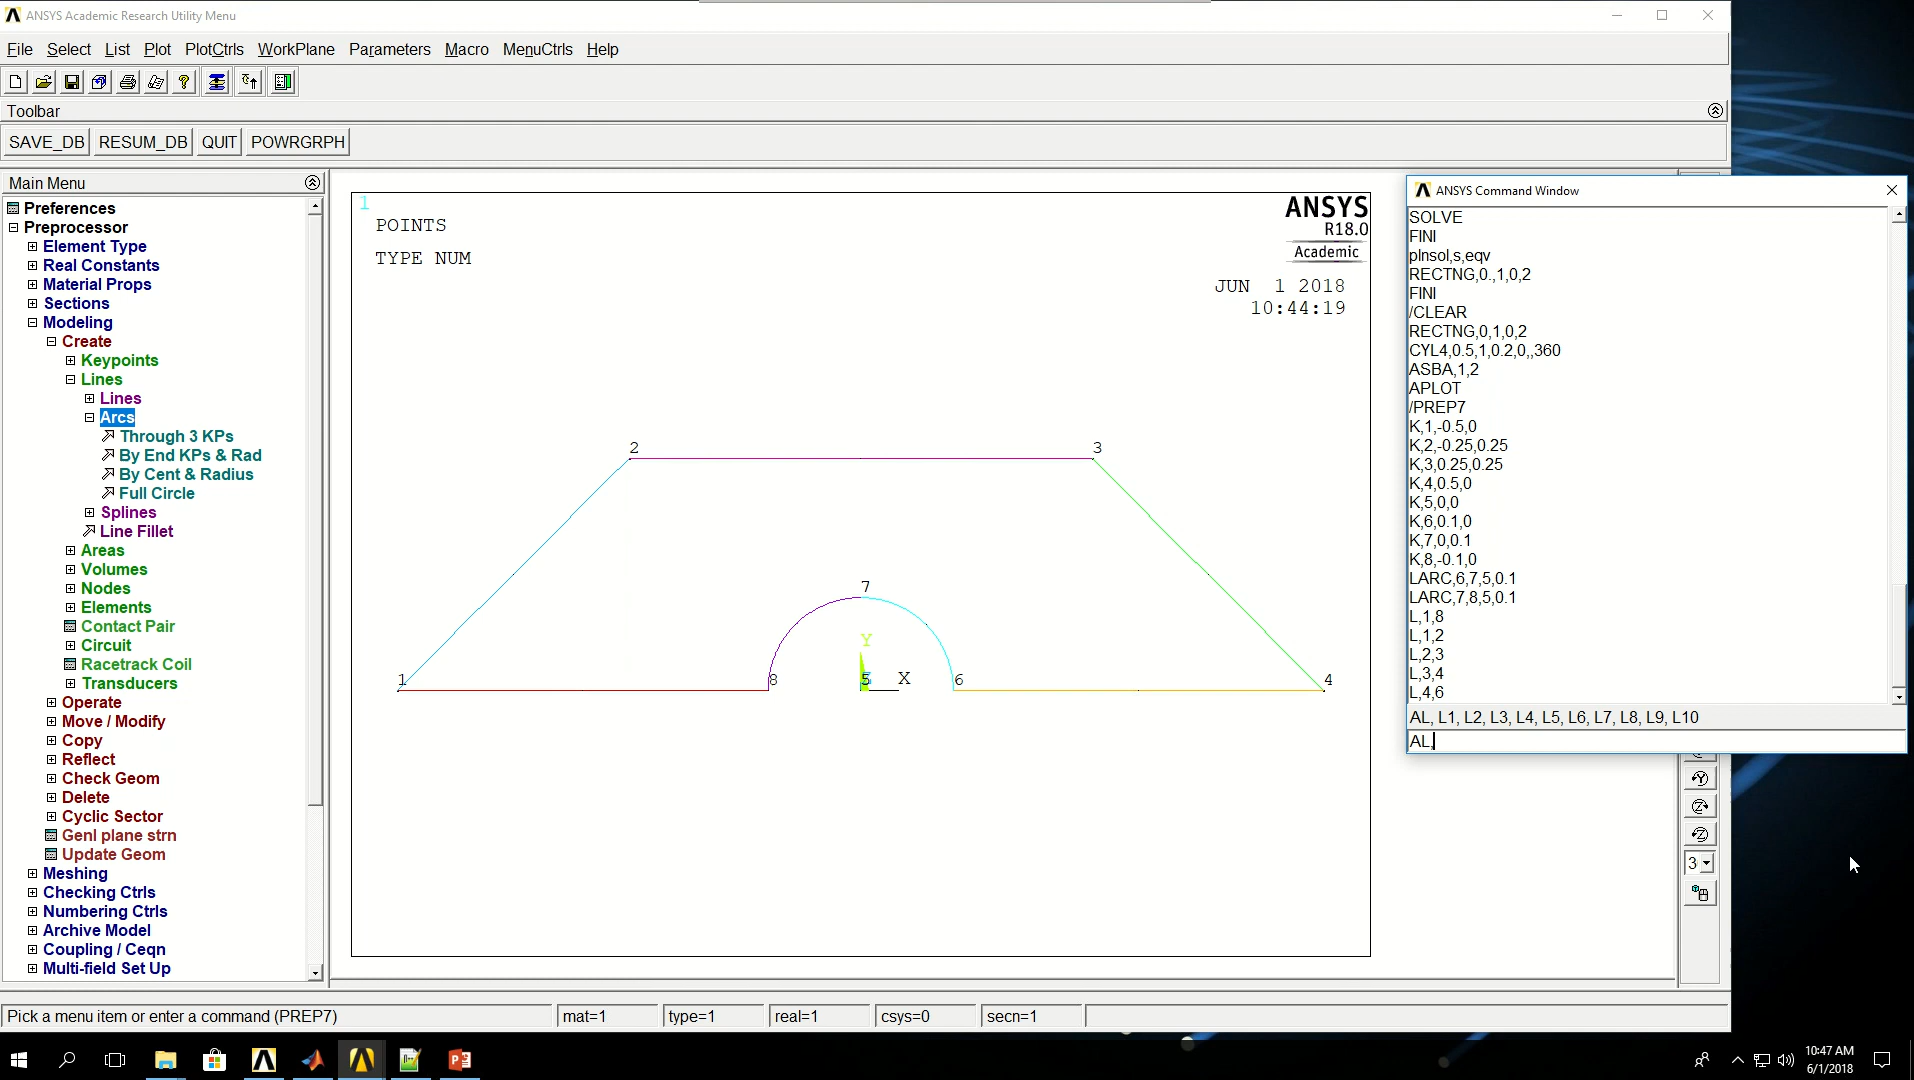 ANSYS Academic Research Utility Menu
File Select List Plot PlotCtrls WorkPlane Parameters Macro MenuCtrls Help
Toolbar
SAVE_DB RESUM_DB QUIT POWRGRPH
Main Menu
Preferences
Preprocessor
Element Type
Real Constants
Material Props
Sections
Modeling
Create
Keypoints
Lines
Lines
Arcs
Through 3 KPs
By End KPs & Rad
By Cent & Radius
Full Circle
Splines
Line Fillet
Areas
Volumes
Nodes
Elements
Contact Pair
Circuit
Racetrack Coil
Transducers
Operate
Move / Modify
Copy
Reflect
Check Geom
Delete
Cyclic Sector
Genl plane strn
Update Geom
Meshing
Checking Ctrls
Numbering Ctrls
Archive Model
Coupling / Ceqn
Multi-field Set Up
1
POINTS
TYPE NUM
ANSYS
R18.0
Academic
JUN 1 2018
10:44:19
2 3
7
Y
1 8 5 X 6 4
ANSYS Command Window
SOLVE
FINI
plnsol,s,eqv
RECTNG,0.,1,0,2
FINI
/CLEAR
RECTNG,0,1,0,2
CYL4,0.5,1,0.2,0,,360
ASBA,1,2
APLOT
/PREP7
K,1,-0.5,0
K,2,-0.25,0.25
K,3,0.25,0.25
K,4,0.5,0
K,5,0,0
K,6,0.1,0
K,7,0,0.1
K,8,-0.1,0
LARC,6,7,5,0.1
LARC,7,8,5,0.1
L,1,8
L,1,2
L,2,3
L,3,4
L,4,6
AL, L1, L2, L3, L4, L5, L6, L7, L8, L9, L10
AL,
3
Pick a menu item or enter a command (PREP7) mat=1 type=1 real=1 csys=0 secn=1
10:47 AM
6/1/2018